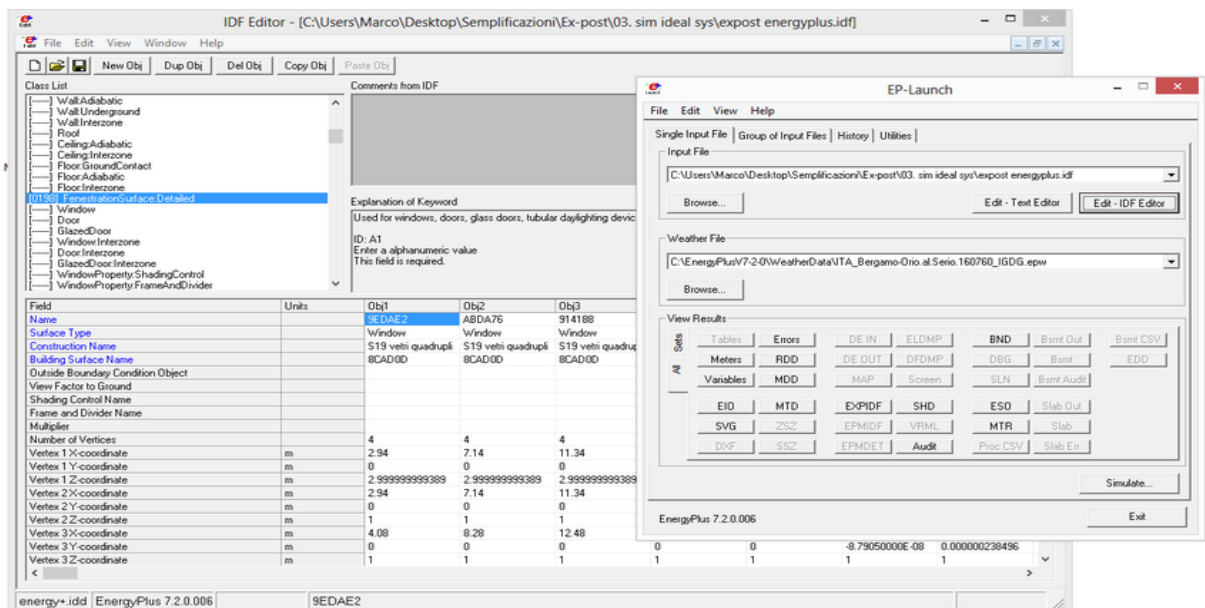 IDF Editor - [C:\Users\Marco\Desktop\Semplificazioni\Ex-post\03. sim ideal sys\expost energyplus.idf]
File Edit View Window Help
New Obj Dup Obj Del Obj Copy Obj Paste Obj
Class List
[------] Wall:Adiabatic
[------] Wall:Underground
[------] Wall:Interzone
[------] Roof
[------] Ceiling:Adiabatic
[------] Ceiling:Interzone
[------] Floor:GroundContact
[------] Floor:Adiabatic
[------] Floor:Interzone
[0198] FenestrationSurface:Detailed
[------] Window
[------] Door
[------] GlazedDoor
[------] Window:Interzone
[------] Door:Interzone
[------] GlazedDoor:Interzone
[------] WindowProperty:ShadingControl
[------] WindowProperty:FrameAndDivider
Comments from IDF
Explanation of Keyword
Used for windows, doors, glass doors, tubular daylighting devic
ID: A1
Enter a alphanumeric value
This field is required.
Field Units Obj1 Obj2 Obj3
Name 9EDAE2 A8DA76 914188
Surface Type Window Window Window
Construction Name S19 vetri quadrupli S19 vetri quadrupli S19 vetri quadrup
Building Surface Name 8CAD0D 8CAD0D 8CAD0D
Outside Boundary Condition Object
View Factor to Ground
Shading Control Name
Frame and Divider Name
Multiplier
Number of Vertices 4 4 4
Vertex 1 X-coordinate m 2.94 7.14 11.34
Vertex 1 Y-coordinate m 0 0 0
Vertex 1 Z-coordinate m 2.999999999389 2.999999999389 2.999999999389
Vertex 2 X-coordinate m 2.94 7.14 11.34
Vertex 2 Y-coordinate m 0 0 0
Vertex 2 Z-coordinate m 1 1 1
Vertex 3 X-coordinate m 4.08 8.28 12.48
Vertex 3 Y-coordinate m 0 0 0 0 0 -8.79050000E-08 0.000000238496
Vertex 3 Z-coordinate m 1 1 1 1 1 1 1
energy+.idd EnergyPlus 7.2.0.006 9EDAE2
EP-Launch
File Edit View Help
Single Input File Group of Input Files History Utilities
Input File
C:\Users\Marco\Desktop\Semplificazioni\Ex-post\03. sim ideal sys\expost energyplus.idf
Browse... Edit - Text Editor Edit - IDF Editor
Weather File
C:\EnergyPlusV7-2-0\WeatherData\ITA_Bergamo-Orio.al.Serio.160760_IGDG.epw
Browse...
View Results
Sets
All
Tables Errors DE IN ELDMP BND Bsmt Out Bsmt CSV
Meters RDD DE OUT DFDMP DBG Bsmt EDD
Variables MDD MAP Screen SLN Bsmt Audit
EIO MTD EXPIDF SHD ESO Slab Out
SVG ZSZ EPMIDF VRML MTR Slab
DXF SSZ EPMDET Audit Proc CSV Slab Err
Simulate...
EnergyPlus 7.2.0.006 Exit